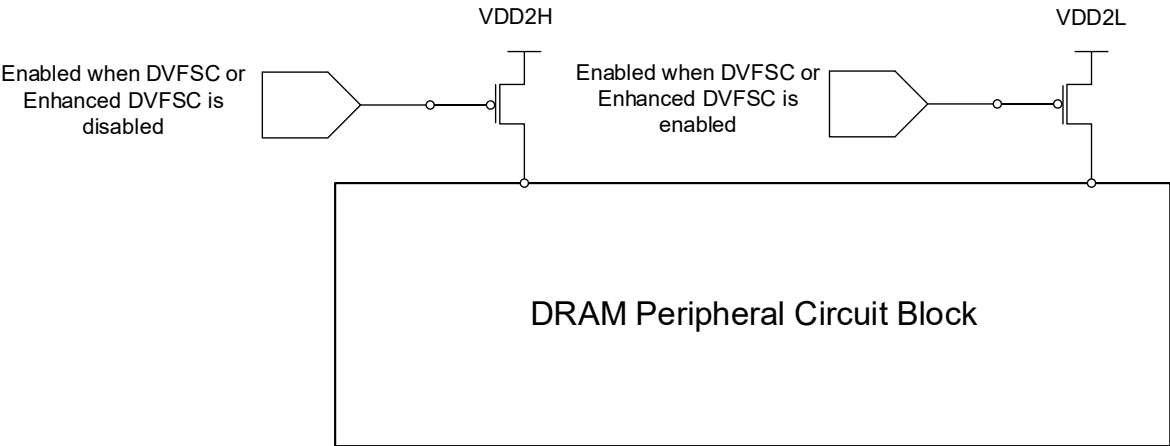 VDD2H
VDD2L
Enabled when DVFSC or
Enhanced DVFSC is
disabled
Enabled when DVFSC or
Enhanced DVFSC is
enabled
DRAM Peripheral Circuit Block